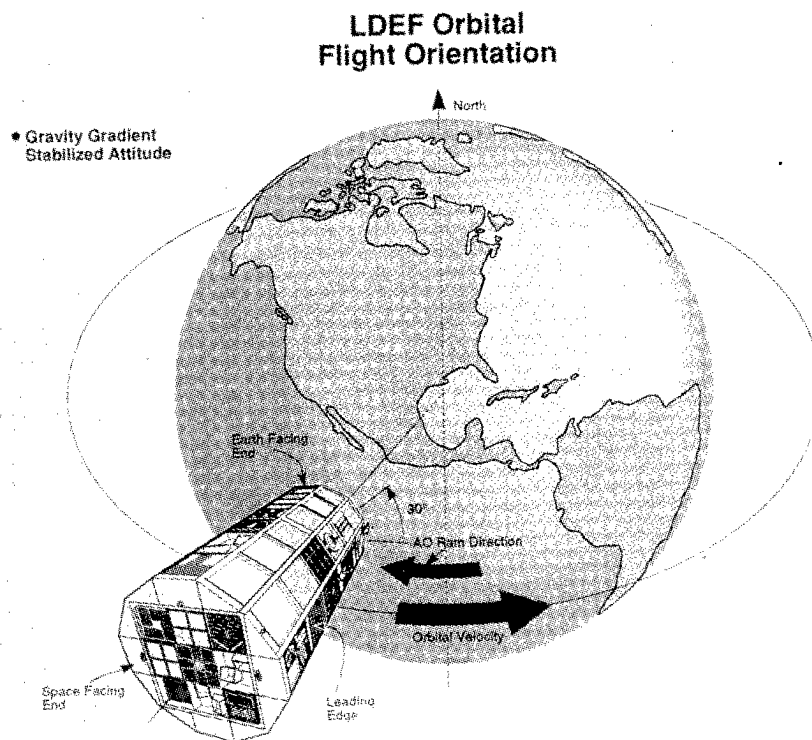 LDEF Orbital
Flight Orientation
North
• Gravity Gradient
Stabilized Attitude
Earth Facing
End
30°
AO Ram Direction
Orbital Velocity
Space Facing
End
Leading
Edge